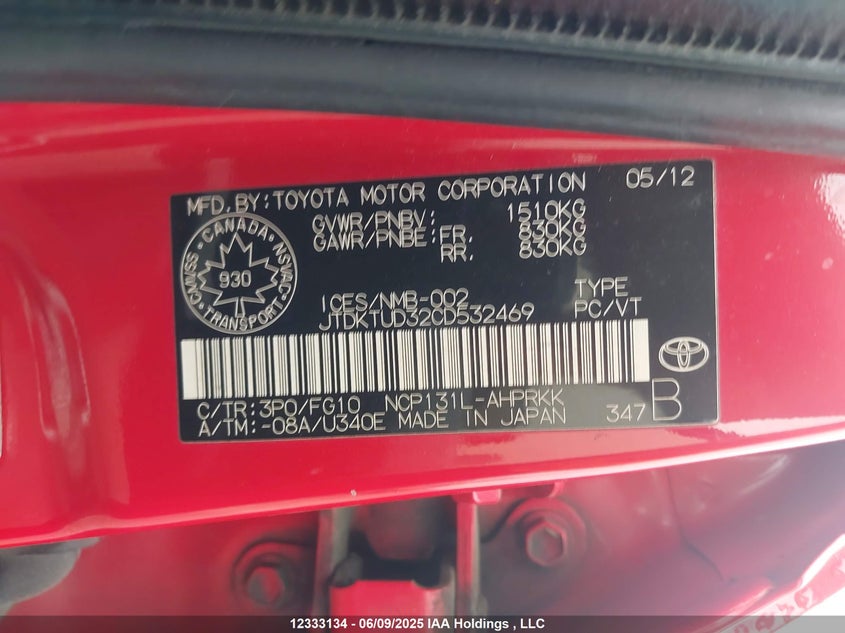 MFD.BY:TOYOTA MOTOR CORPORATION 05/12
GVWR/PNBV: 1510KG
GAWR/PNBE:FR. 830KG
RR. 830KG
CANADA
CMVSS NSVAC
930
TRANSPORT
ICES/NMB-002 TYPE
JTDKTUD32CD532469 PC/VT
C/TR:3P0/FG10 NCP131L-AHPRKK
A/TM:-08A/U340E MADE IN JAPAN 347 B
12333134 - 06/09/2025 IAA Holdings , LLC